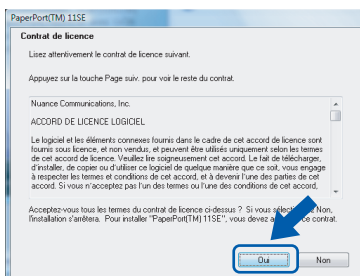 PaperPort(TM) 11SE
Contrat de licence
Lisez attentivement le contrat de licence suivant.
Appuyez sur la touche Page suiv. pour voir le reste du contrat.
Nuance Communications, Inc.
ACCORD DE LICENCE LOGICIEL
Le logiciel et les éléments connexes fournis dans le cadre de cet accord de licence sont
fournis sous licence, et non vendus, et peuvent être utilisés uniquement selon les termes
de cet accord de licence. Veuillez lire soigneusement cet accord. Le fait de télécharger,
d'installer, de copier ou d'utiliser ce logiciel de quelque manière que ce soit, vous engage
à respecter les termes et conditions de cet accord, et à devenir l'une des parties de cet
accord. Si vous n'acceptez pas l'un des termes ou l'une des conditions de cet accord,
Acceptez-vous tous les termes du contrat de licence ci-dessus ? Si vous Non,
l'installation s'arrêtera. Pour installer "PaperPort(TM) 11SE", vous devez contrat.
Oui Non